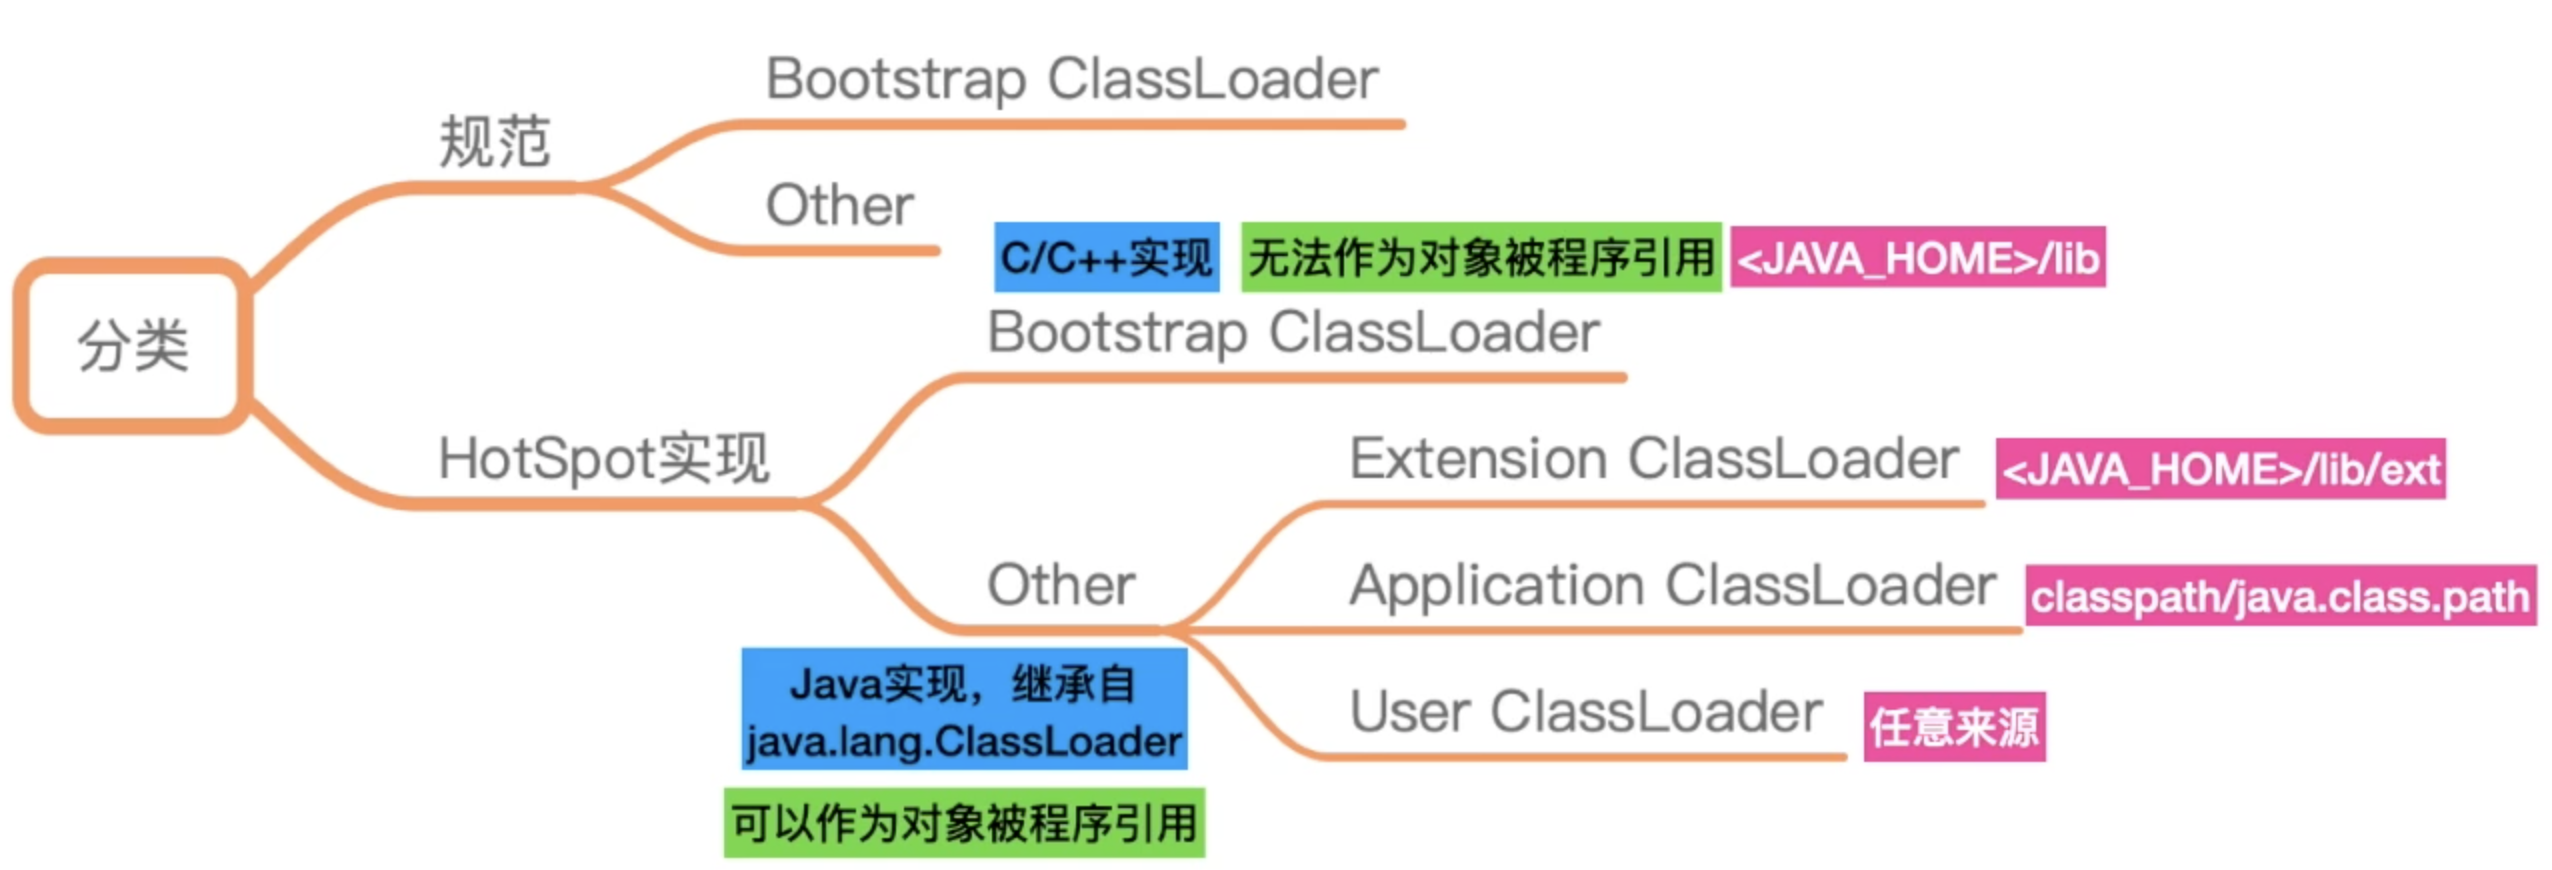 Bootstrap ClassLoader
规范
Other
C/C++实现 无法作为对象被程序引用 <JAVA_HOME>/lib
Bootstrap ClassLoader
分类
HotSpot实现
Extension ClassLoader <JAVA_HOME>/lib/ext
Other
Application ClassLoader classpath/java.class.path
Java实现，继承自
java.lang.ClassLoader
User ClassLoader 任意来源
可以作为对象被程序引用